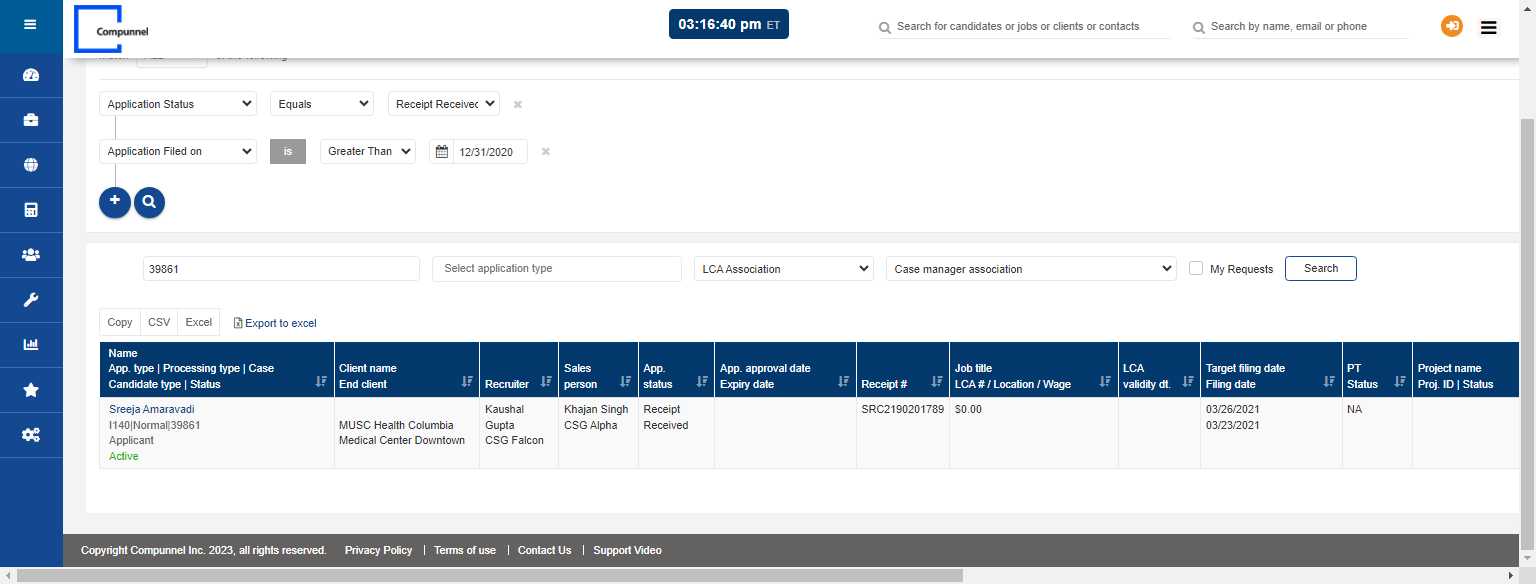 Compunnel
03:16:40 pm ET
Search for candidates or jobs or clients or contacts
Search by name, email or phone
Application Status
Equals
Receipt Received
Application Filed on
is
Greater Than
12/31/2020
39861
Select application type
LCA Association
Case manager association
My Requests
Search
Copy
CSV
Excel
Export to excel
Name
App. type | Processing type | Case
Candidate type | Status
Client name
End client
Recruiter
Sales
person
App.
status
App. approval date
Expiry date
Receipt #
Job title
LCA # / Location / Wage
LCA
validity dt.
Target filing date
Filing date
PT
Status
Project name
Proj. ID | Status
Sreeja Amaravadi
I140|Normal|39861
Applicant
Active
MUSC Health Columbia
Medical Center Downtown
Kaushal
Gupta
CSG Falcon
Khajan Singh
CSG Alpha
Receipt
Received
SRC2190201789
$0.00
03/26/2021
03/23/2021
NA
Copyright Compunnel Inc. 2023, all rights reserved.
Privacy Policy
Terms of use
Contact Us
Support Video